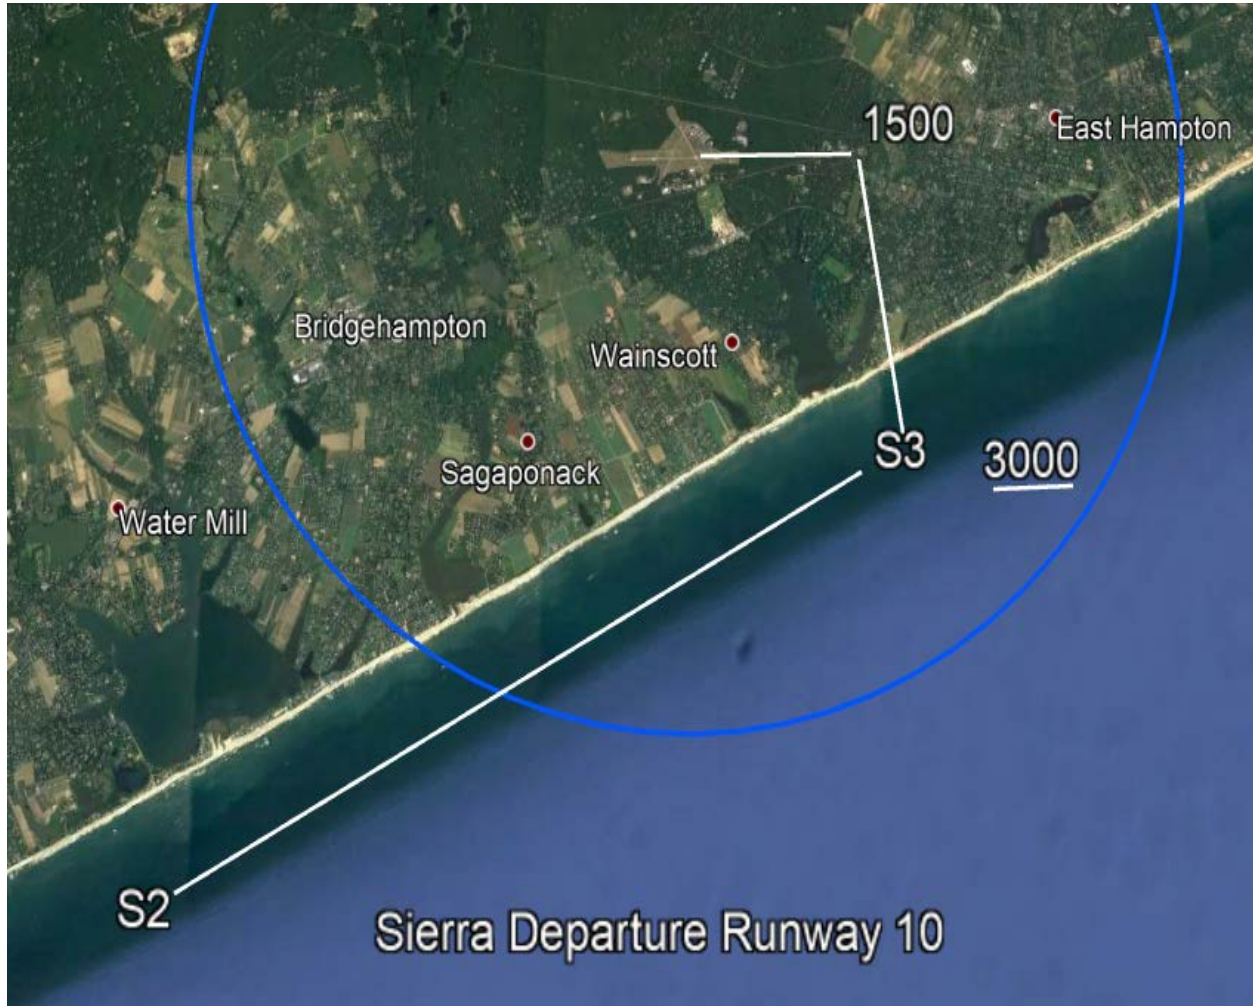 1500
East Hampton
Bridgehampton
Wainscott
S3
3000
Sagaponack
Water Mill
S2
Sierra Departure Runway 10